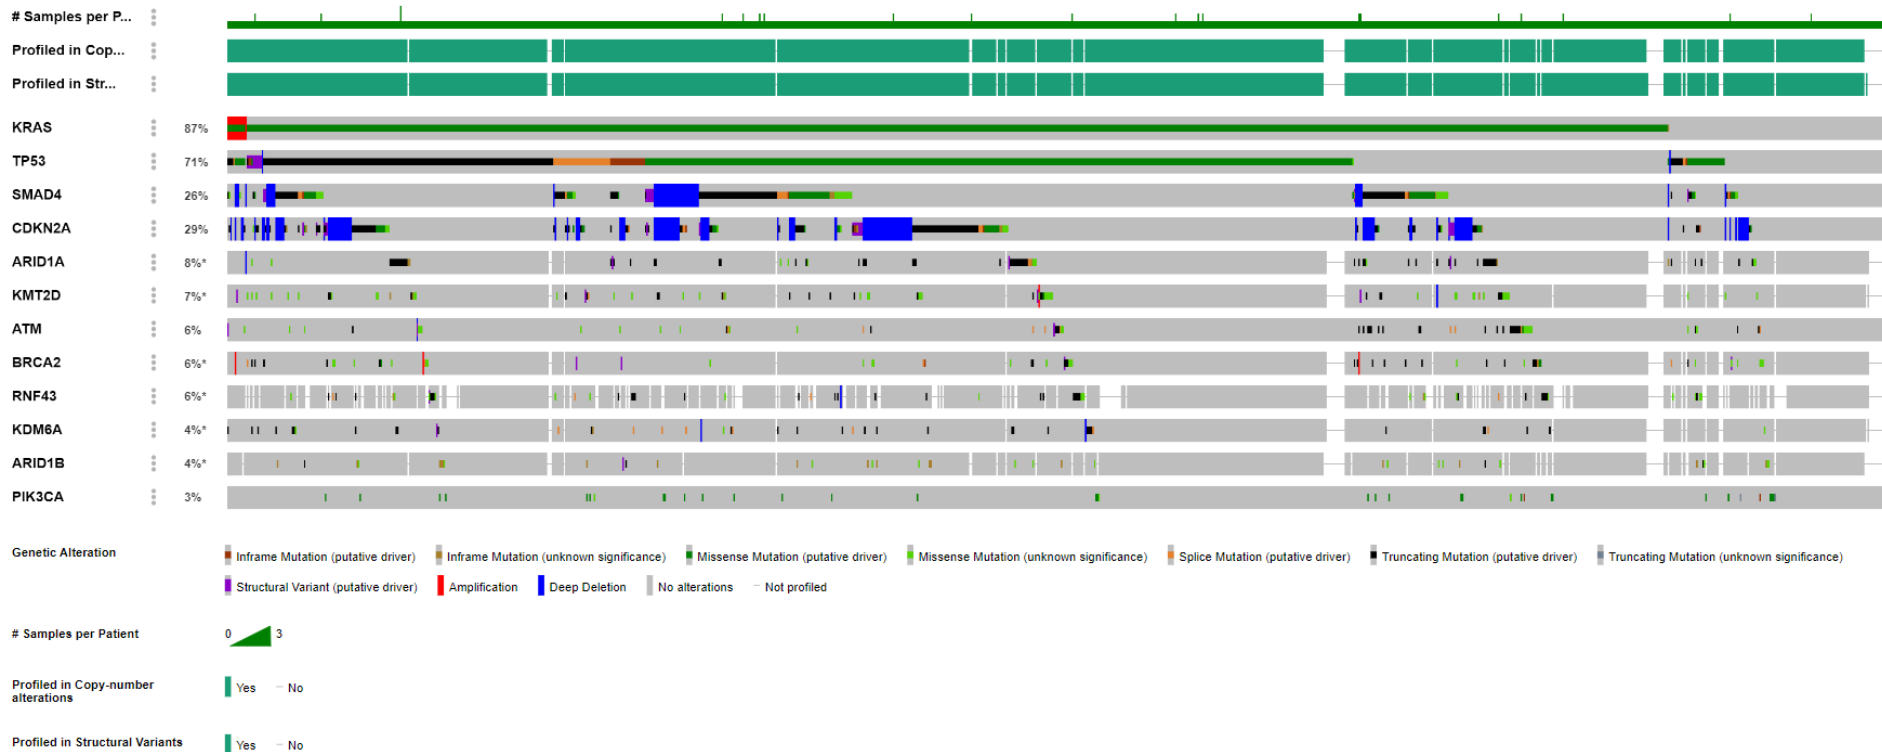 # Samples per P...
Profiled in Cop...
Profiled in Str...
KRAS 87%
TP53 71%
SMAD4 26%
CDKN2A 29%
ARID1A 8%*
KMT2D 7%*
ATM 6%
BRCA2 6%*
RNF43 6%*
KDM6A 4%*
ARID1B 4%*
PIK3CA 3%
Genetic Alteration Inframe Mutation (putative driver) Inframe Mutation (unknown significance) Missense Mutation (putative driver) Missense Mutation (unknown significance) Splice Mutation (putative driver) Truncating Mutation (putative driver) Truncating Mutation (unknown significance)
Structural Variant (putative driver) Amplification Deep Deletion No alterations Not profiled
# Samples per Patient 0 3
Profiled in Copy-number
alterations Yes No
Profiled in Structural Variants Yes No